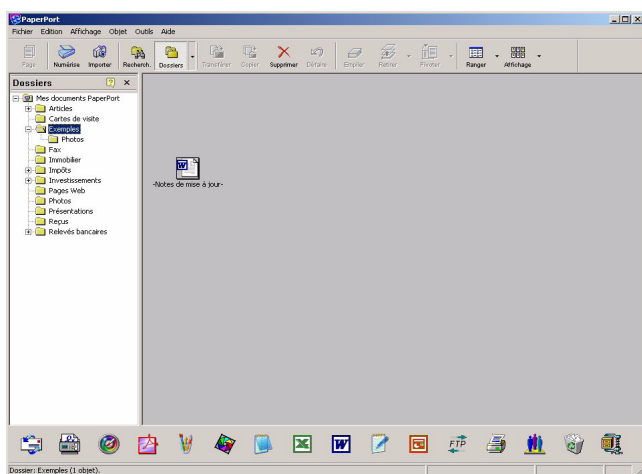 PaperPort
Fichier Edition Affichage Objet Outils Aide
Page Numérise Importer Recherch. Dossiers Transférer Copier Supprimer Défaire Empiler Retirer Pivoter Ranger Affichage
Dossiers
Mes documents PaperPort
Articles
Cartes de visite
Exemples
Photos
Fax
Immobilier
Impôts
Investissements
Pages Web
Photos
Présentations
Reçus
Relevés bancaires
-Notes de mise à jour-
FTP
Dossier: Exemples (1 objet).